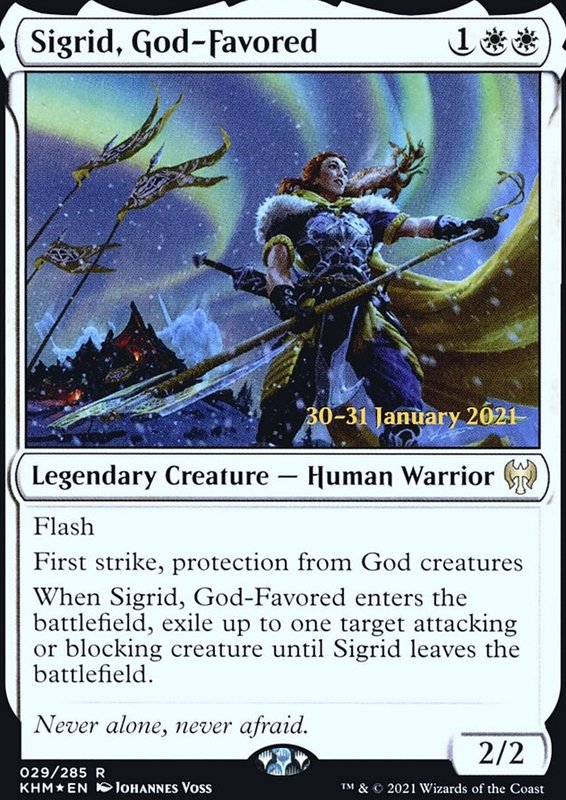 Sigrid, God-Favored 1
30-31 January 2021
Legendary Creature — Human Warrior
Flash
First strike, protection from God creatures
When Sigrid, God-Favored enters the
battlefield, exile up to one target attacking
or blocking creature until Sigrid leaves the
battlefield.
Never alone, never afraid.
2/2
029/285 R
KHM★EN Johannes Voss
™ & © 2021 Wizards of the Coast